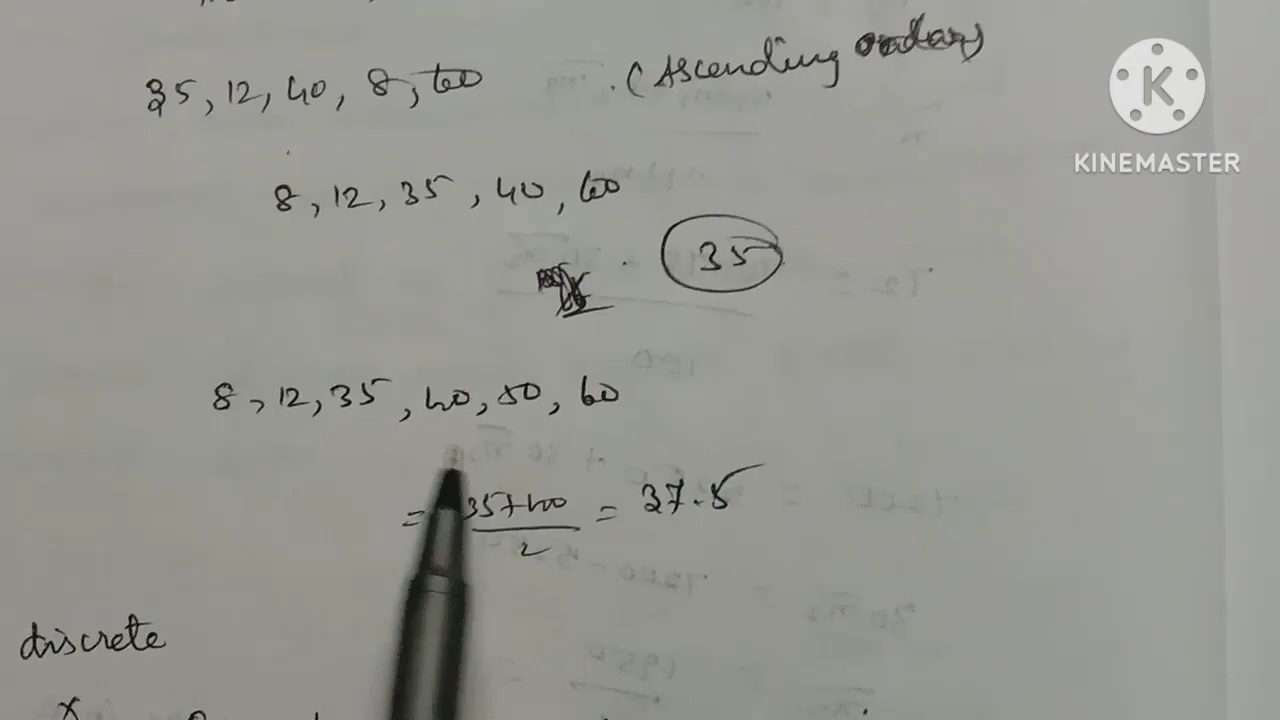 35, 12, 40, 8, 60 . (Ascending order)
KINEMASTER
8, 12, 35, 40, 60
35
8, 12, 35, 40, 50, 60
= 35+40 / 2 = 37.5
discrete
x